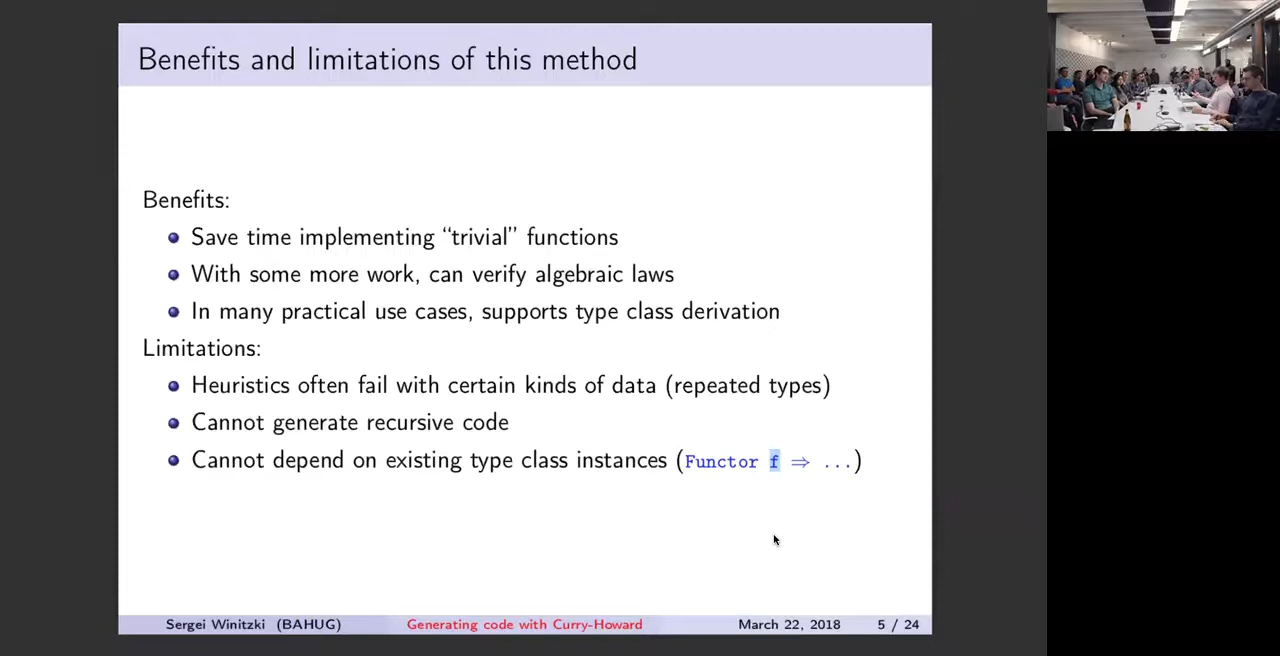 Benefits and limitations of this method
Benefits:
Save time implementing “trivial” functions
With some more work, can verify algebraic laws
In many practical use cases, supports type class derivation
Limitations:
Heuristics often fail with certain kinds of data (repeated types)
Cannot generate recursive code
Cannot depend on existing type class instances (Functor f ⇒ ...)
Sergei Winitzki (BAHUG) Generating code with Curry-Howard March 22, 2018 5 / 24